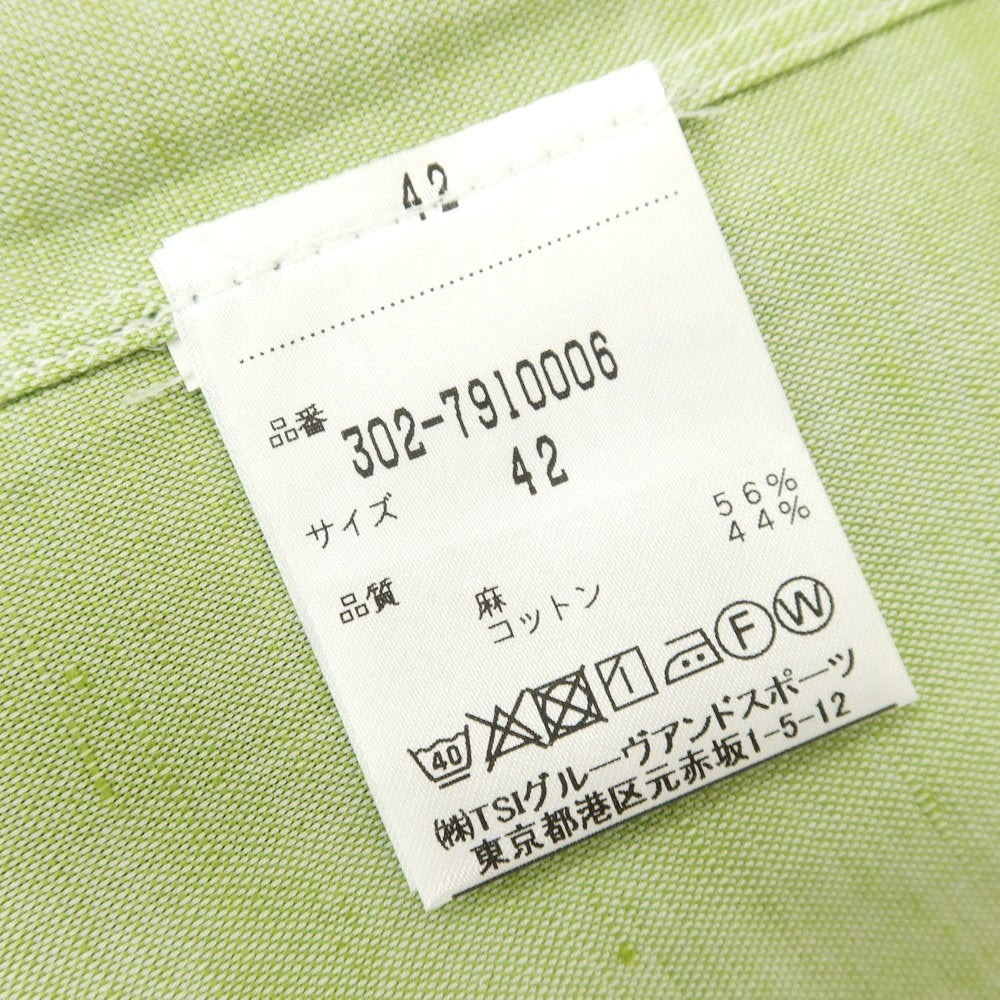 42
品番 302-7910006
サイズ 42
品質 麻 56%
コットン 44%
40 F W
㈱TSIグルーヴアンドスポーツ
東京都港区元赤坂1-5-12